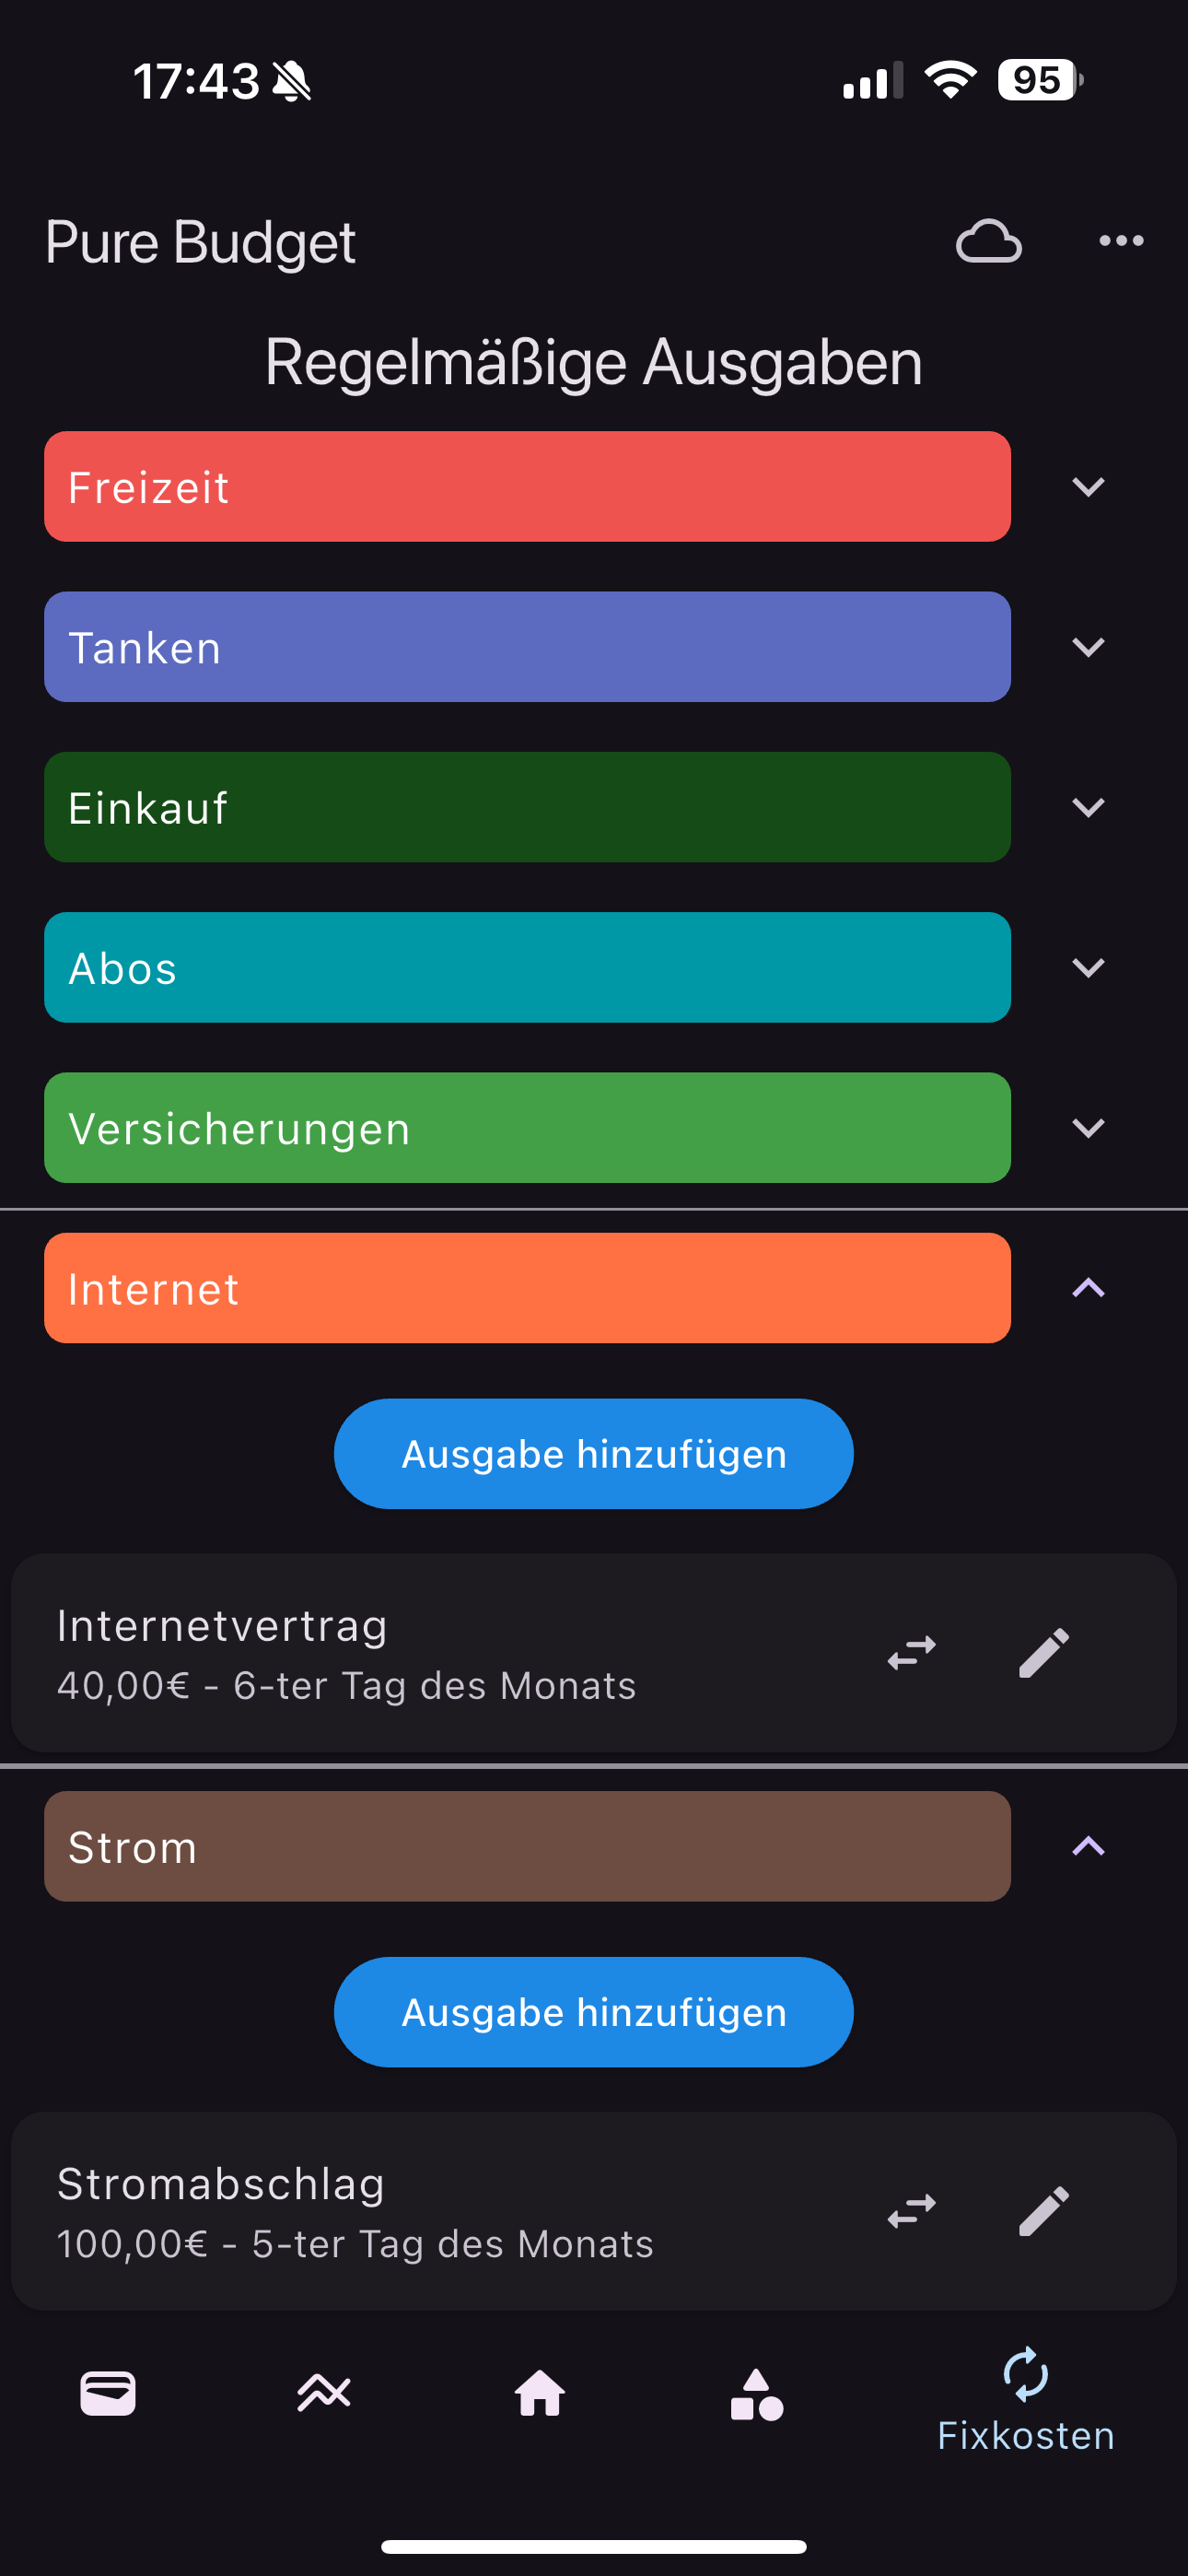 17:43
95
Pure Budget
Regelmäßige Ausgaben
Freizeit
Tanken
Einkauf
Abos
Versicherungen
Internet
Ausgabe hinzufügen
Internetvertrag
40,00€ - 6-ter Tag des Monats
Strom
Ausgabe hinzufügen
Stromabschlag
100,00€ - 5-ter Tag des Monats
Fixkosten